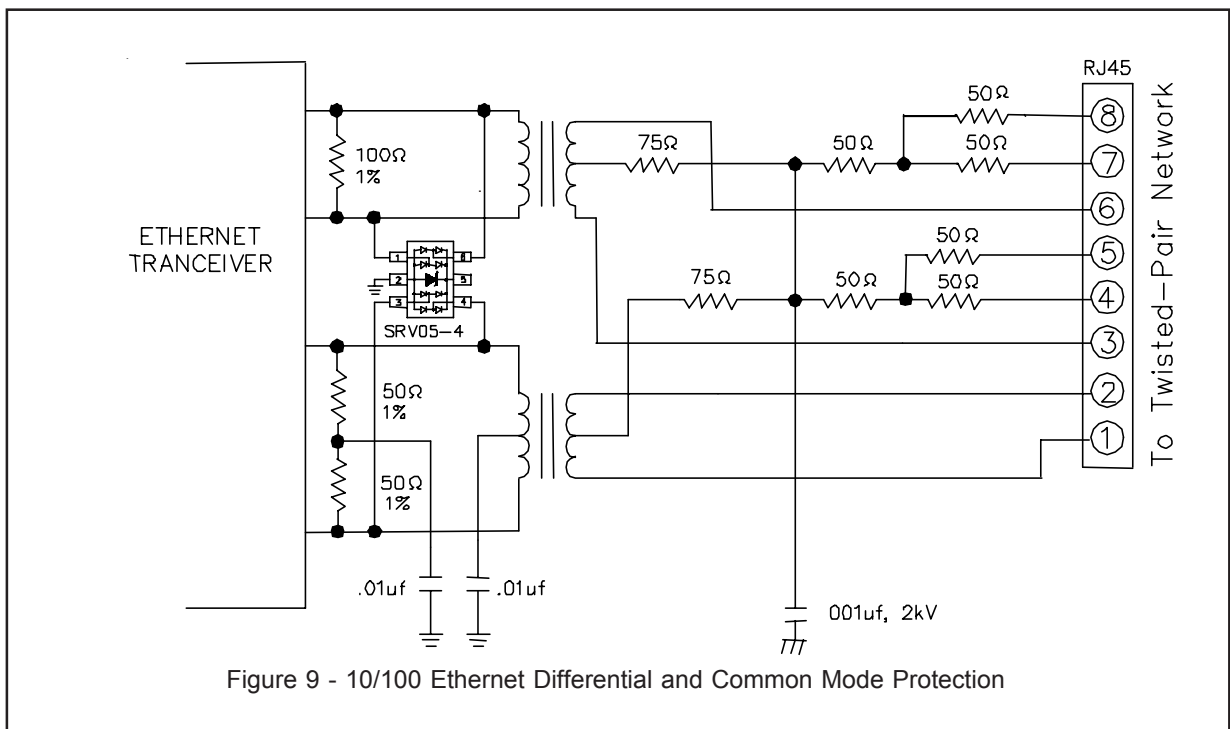 RJ45
50Ω
8
75Ω
50Ω
50Ω
7
100Ω
1%
6
ETHERNET
TRANCEIVER
1
6
2
5
3
4
SRV05-4
50Ω
5
75Ω
50Ω
50Ω
4
3
50Ω
1%
2
1
50Ω
1%
To Twisted-Pair Network
.01uf
.01uf
001uf, 2kV
Figure 9 - 10/100 Ethernet Differential and Common Mode Protection